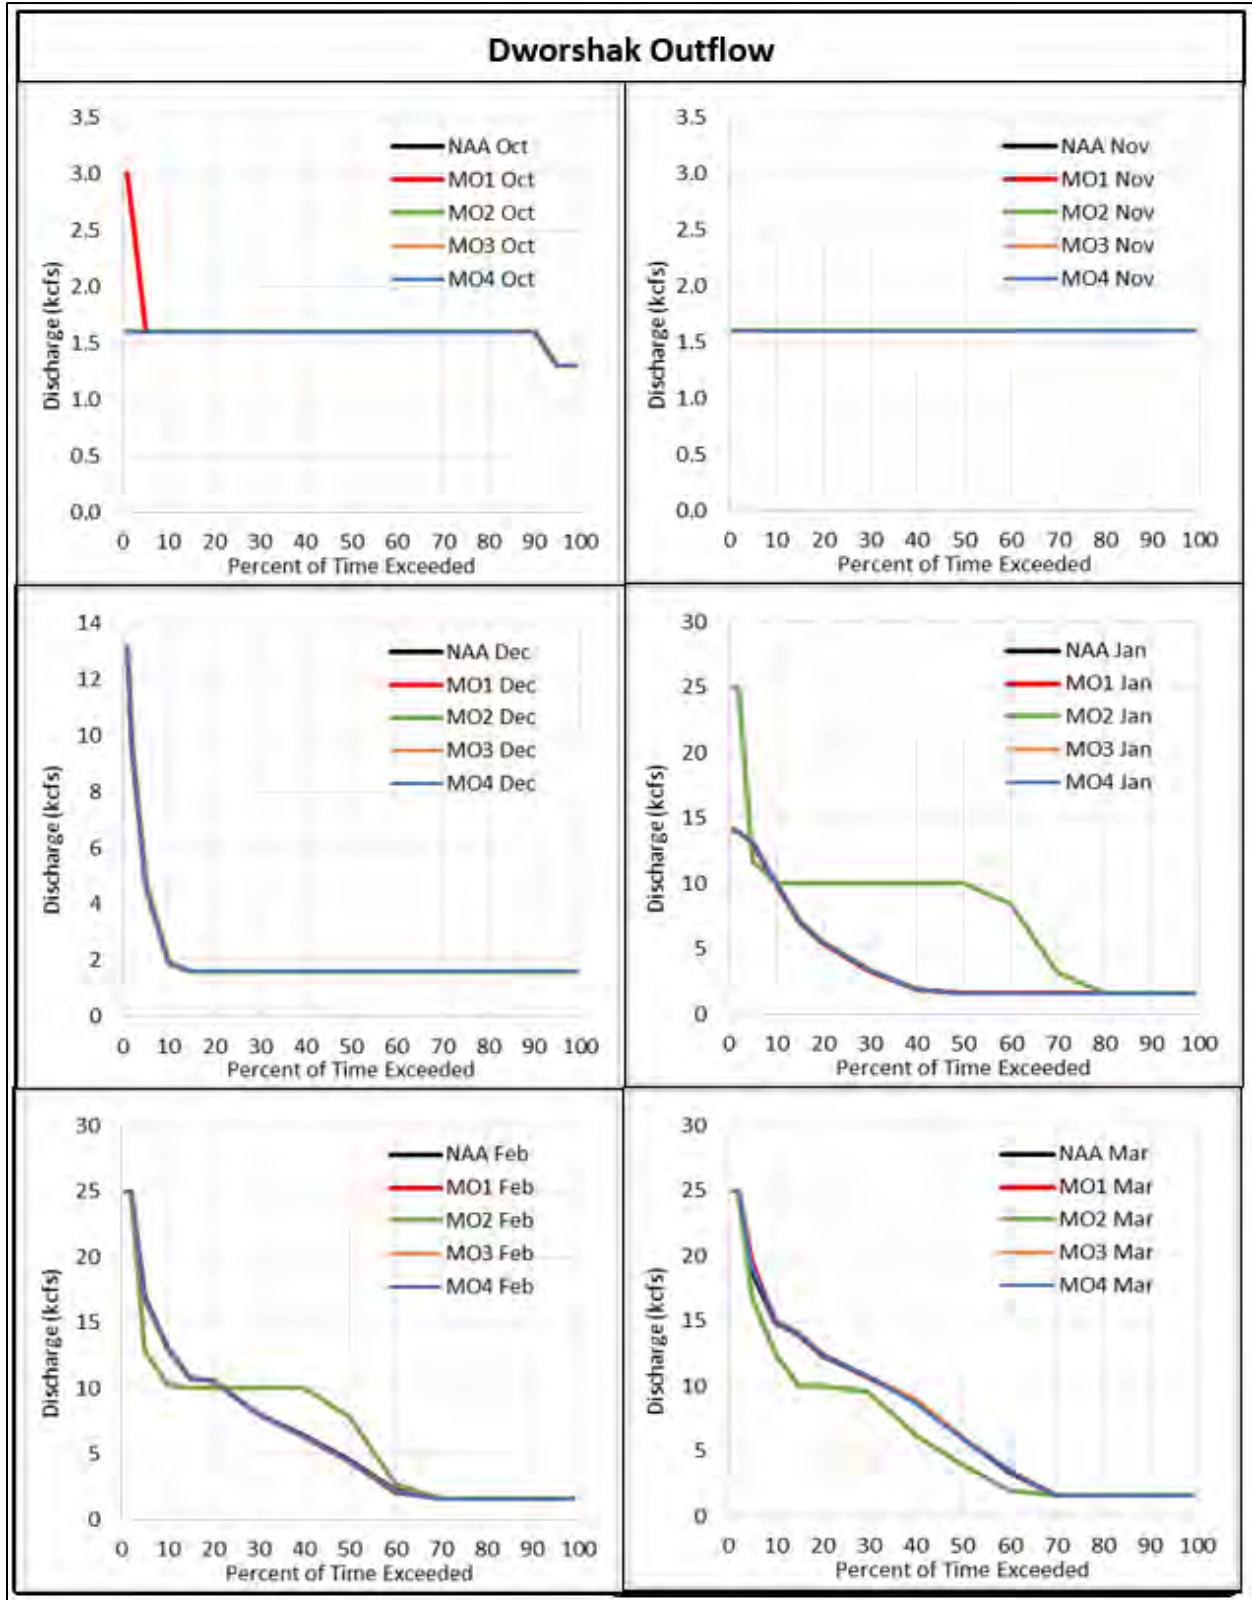 Dworshak Outflow
3.5
3.0
2.5
2.0
1.5
1.0
0.5
0.0
Discharge (kcfs)
NAA Oct
MO1 Oct
MO2 Oct
MO3 Oct
MO4 Oct
0 10 20 30 40 50 60 70 80 90 100
Percent of Time Exceeded
3.5
3.0
2.5
2.0
1.5
1.0
0.5
0.0
Discharge (kcfs)
NAA Nov
MO1 Nov
MO2 Nov
MO3 Nov
MO4 Nov
0 10 20 30 40 50 60 70 80 90 100
Percent of Time Exceeded
14
12
10
8
6
4
2
0
Discharge (kcfs)
NAA Dec
MO1 Dec
MO2 Dec
MO3 Dec
MO4 Dec
0 10 20 30 40 50 60 70 80 90 100
Percent of Time Exceeded
30
25
20
15
10
5
0
Discharge (kcfs)
NAA Jan
MO1 Jan
MO2 Jan
MO3 Jan
MO4 Jan
0 10 20 30 40 50 60 70 80 90 100
Percent of Time Exceeded
30
25
20
15
10
5
0
Discharge (kcfs)
NAA Feb
MO1 Feb
MO2 Feb
MO3 Feb
MO4 Feb
0 10 20 30 40 50 60 70 80 90 100
Percent of Time Exceeded
30
25
20
15
10
5
0
Discharge (kcfs)
NAA Mar
MO1 Mar
MO2 Mar
MO3 Mar
MO4 Mar
0 10 20 30 40 50 60 70 80 90 100
Percent of Time Exceeded